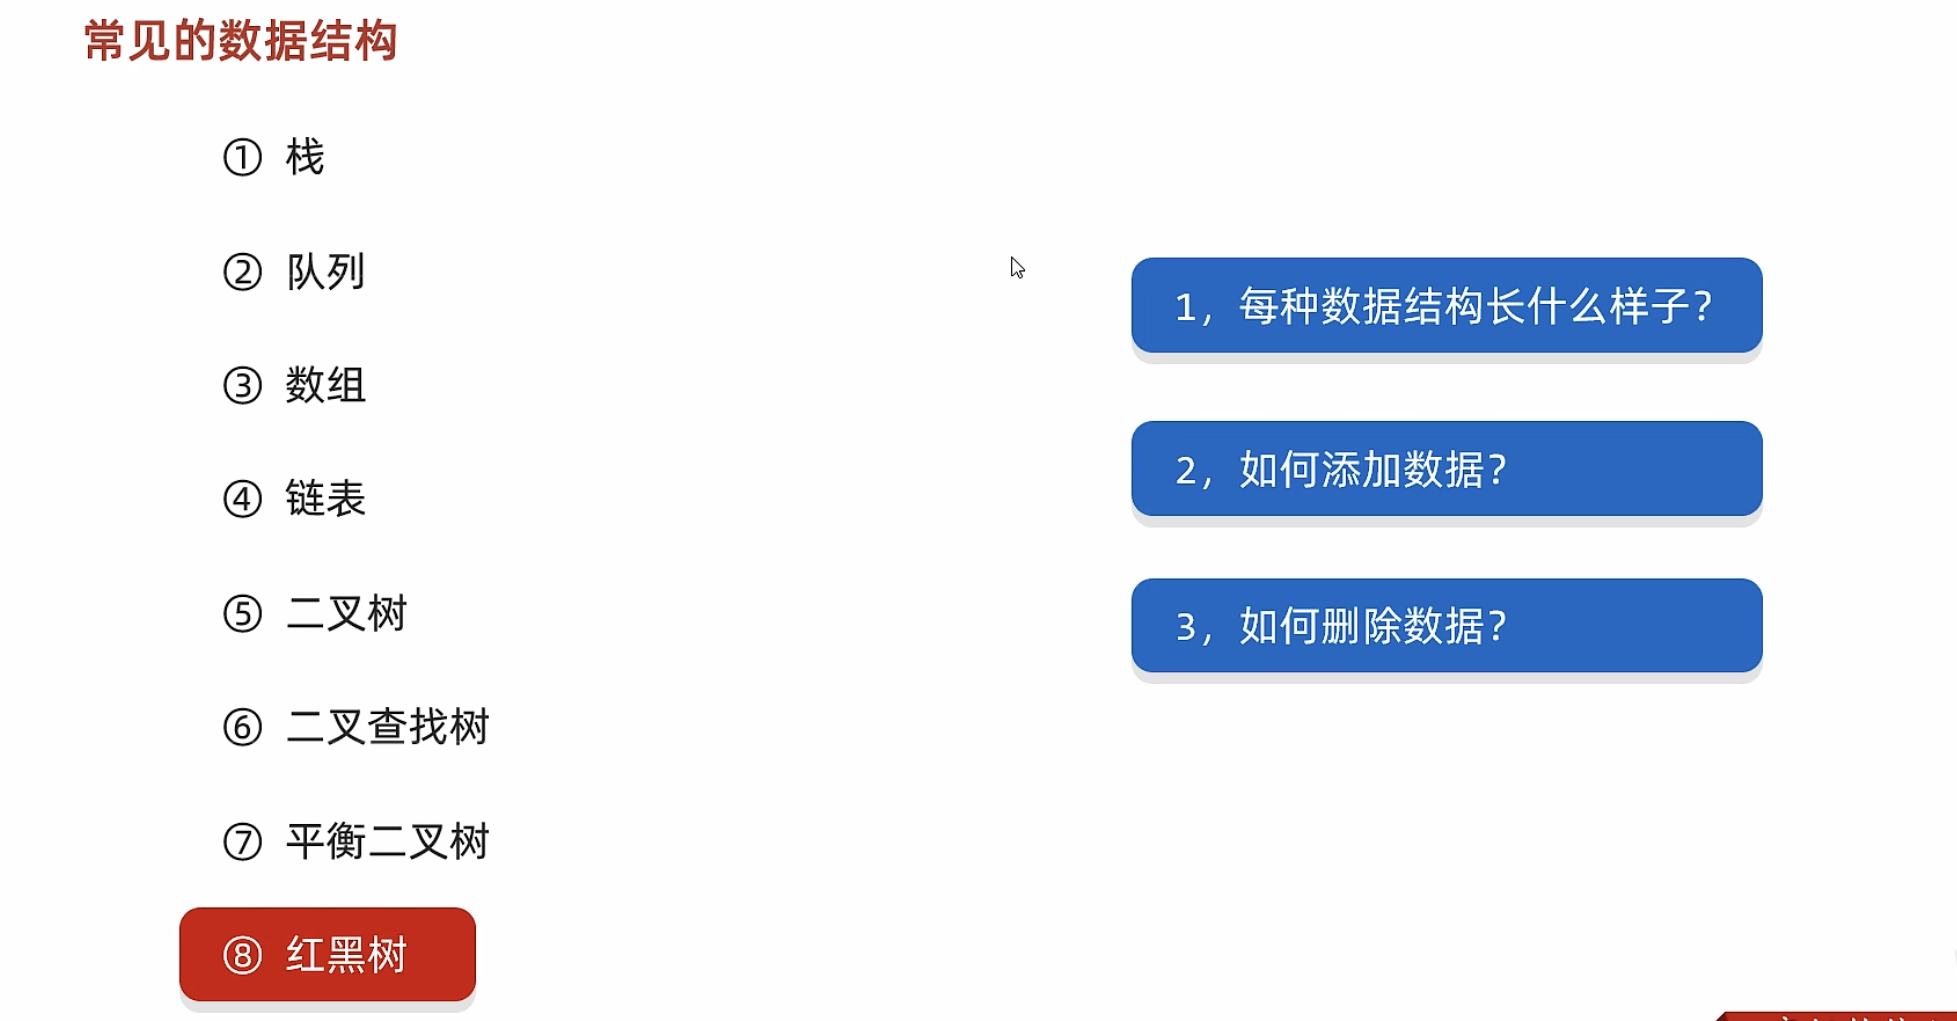 常见的数据结构
① 栈
② 队列
③ 数组
④ 链表
⑤ 二叉树
⑥ 二叉查找树
⑦ 平衡二叉树
⑧ 红黑树
1, 每种数据结构长什么样子?
2, 如何添加数据?
3, 如何删除数据?